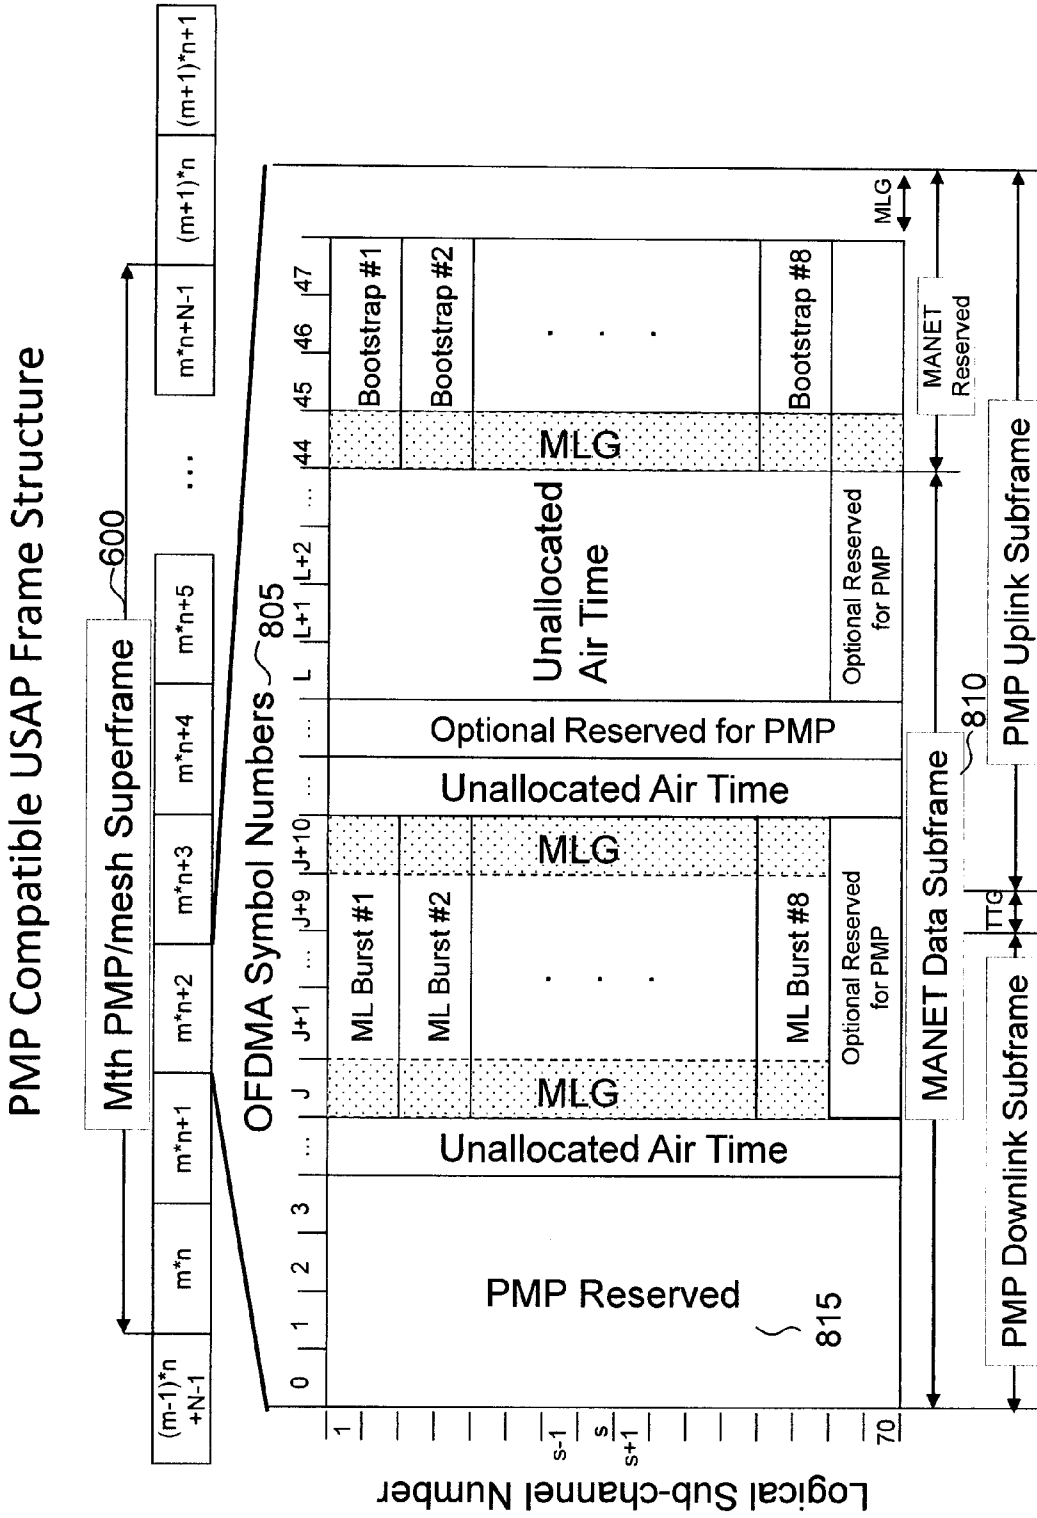 PMP Compatible USAP Frame Structure
Mth PMP/mesh Superframe
600
(m-1)*n
+N-1
m*n
m*n+1
m*n+2
m*n+3
m*n+4
m*n+5
...
m*n+N-1
(m+1)*n
(m+1)*n+1
OFDMA Symbol Numbers
805
0
1
2
3
...
J
J+1
...
J+9
J+10
...
...
L
L+1
L+2
...
44
45
46
47
Logical Sub-channel Number
1
s-1
s
s+1
70
PMP Reserved
815
Unallocated Air Time
MLG
ML Burst #1
ML Burst #2
. . .
ML Burst #8
MLG
Optional Reserved
for PMP
Unallocated Air Time
Optional Reserved for PMP
Unallocated
Air Time
Optional Reserved
for PMP
MLG
Bootstrap #1
Bootstrap #2
. . .
Bootstrap #8
MLG
MANET Data Subframe
810
MANET
Reserved
PMP Downlink Subframe
TTG
PMP Uplink Subframe